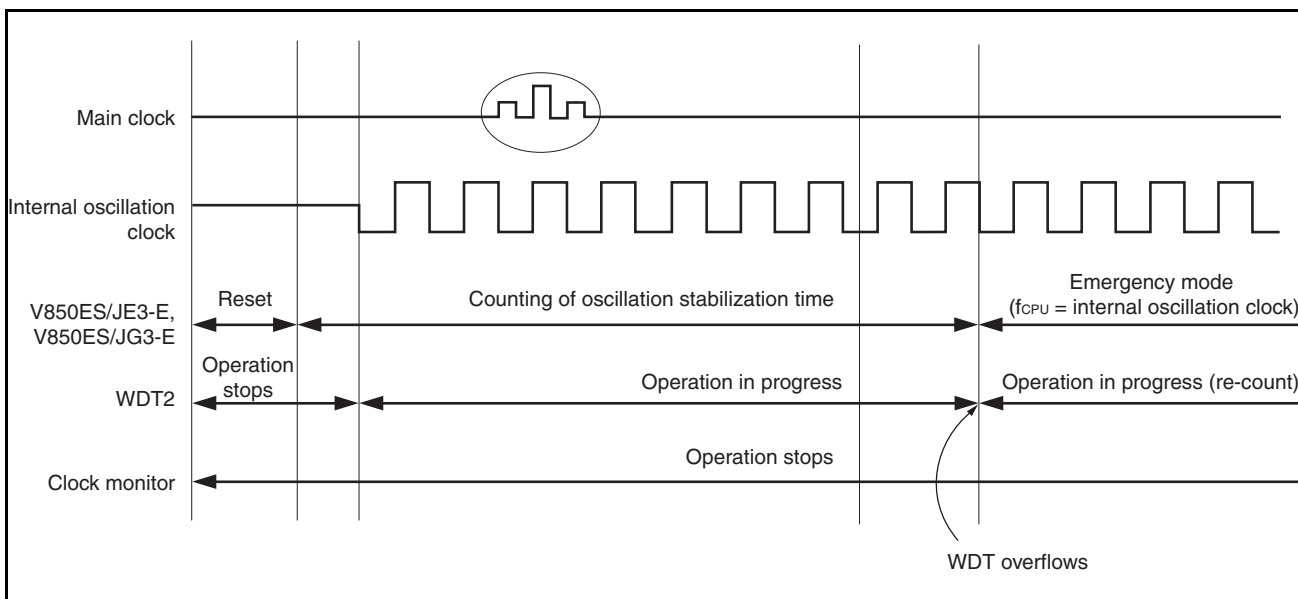 Main clock
Internal oscillation
clock
V850ES/JE3-E,
V850ES/JG3-E
Reset
Counting of oscillation stabilization time
Emergency mode
(fCPU = internal oscillation clock)
WDT2
Operation
stops
Operation in progress
Operation in progress (re-count)
Clock monitor
Operation stops
WDT overflows